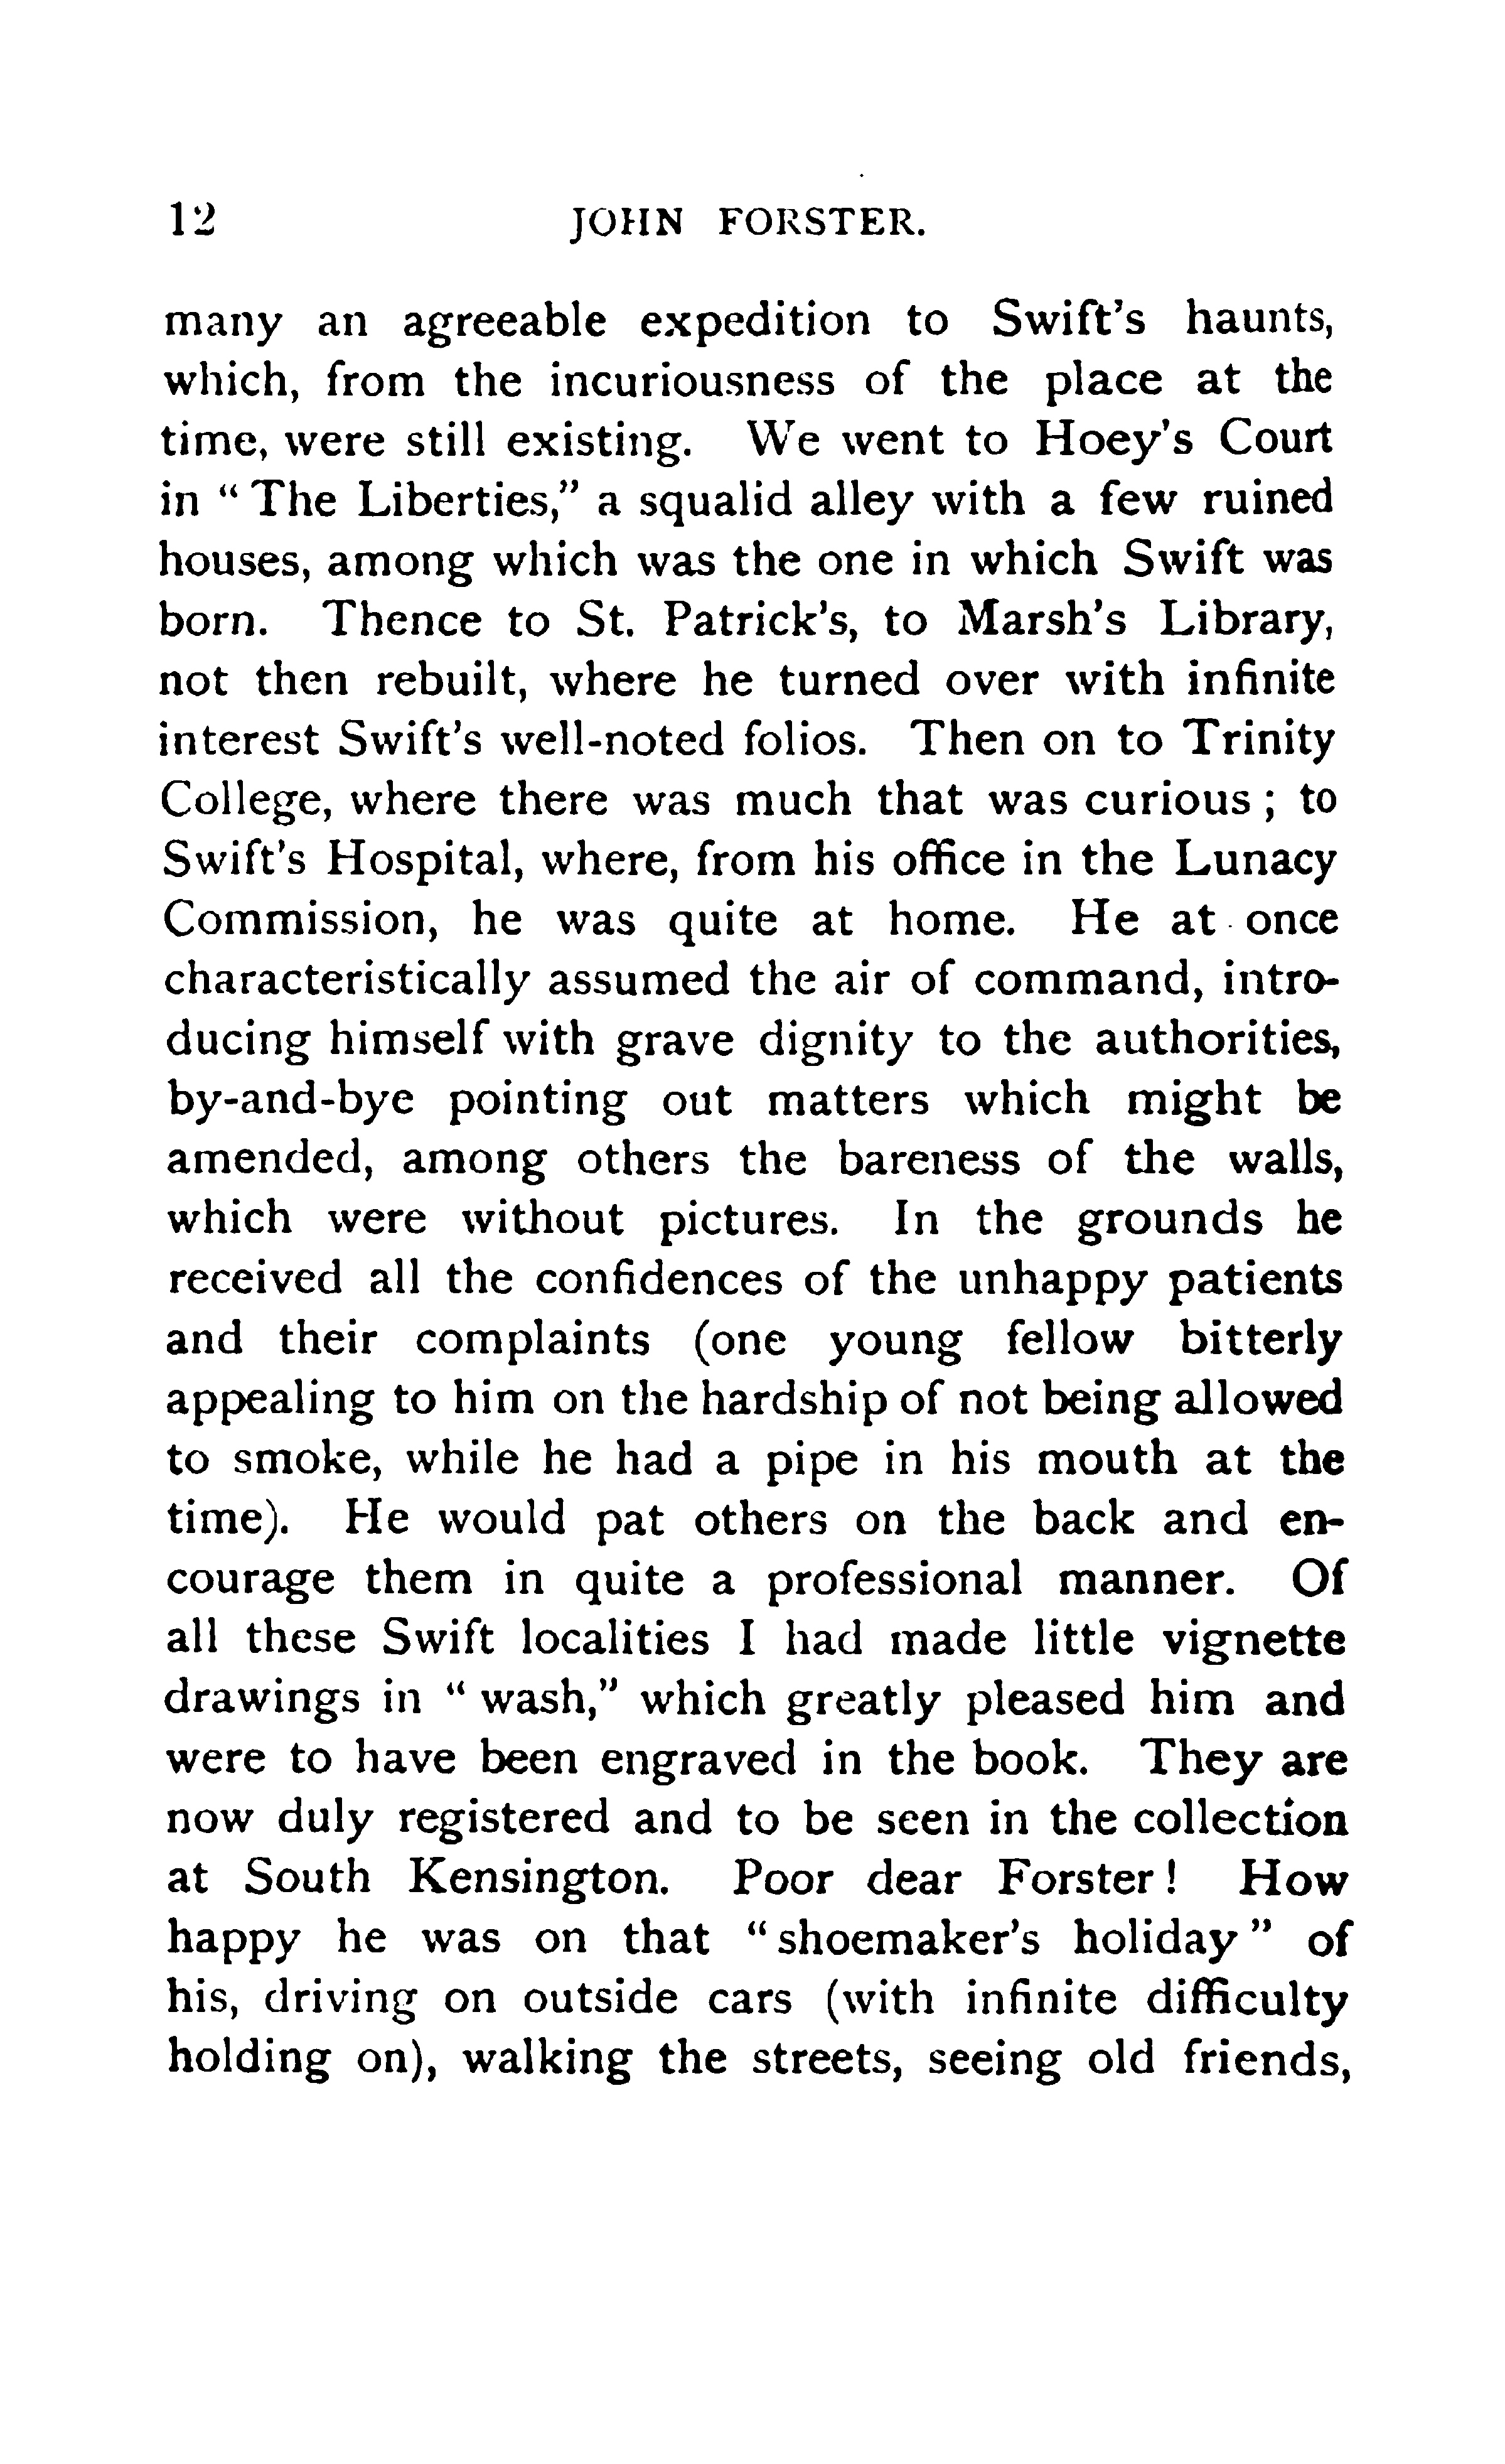 12 JOHN FORSTER.
many an agreeable expedition to Swift's haunts,
which, from the incuriousness of the place at the
time, were still existing. We went to Hoey's Court
in “ The Liberties,” a squalid alley with a few ruined
houses, among which was the one in which Swift was
born. Thence to St. Patrick's, to Marsh's Library,
not then rebuilt, where he turned over with infinite
interest Swift's well-noted folios. Then on to Trinity
College, where there was much that was curious ; to
Swift's Hospital, where, from his office in the Lunacy
Commission, he was quite at home. He at once
characteristically assumed the air of command, intro-
ducing himself with grave dignity to the authorities,
by-and-bye pointing out matters which might be
amended, among others the bareness of the walls,
which were without pictures. In the grounds he
received all the confidences of the unhappy patients
and their complaints (one young fellow bitterly
appealing to him on the hardship of not being allowed
to smoke, while he had a pipe in his mouth at the
time). He would pat others on the back and en-
courage them in quite a professional manner. Of
all these Swift localities I had made little vignette
drawings in “ wash,” which greatly pleased him and
were to have been engraved in the book. They are
now duly registered and to be seen in the collection
at South Kensington. Poor dear Forster ! How
happy he was on that “ shoemaker's holiday ” of
his, driving on outside cars (with infinite difficulty
holding on), walking the streets, seeing old friends,